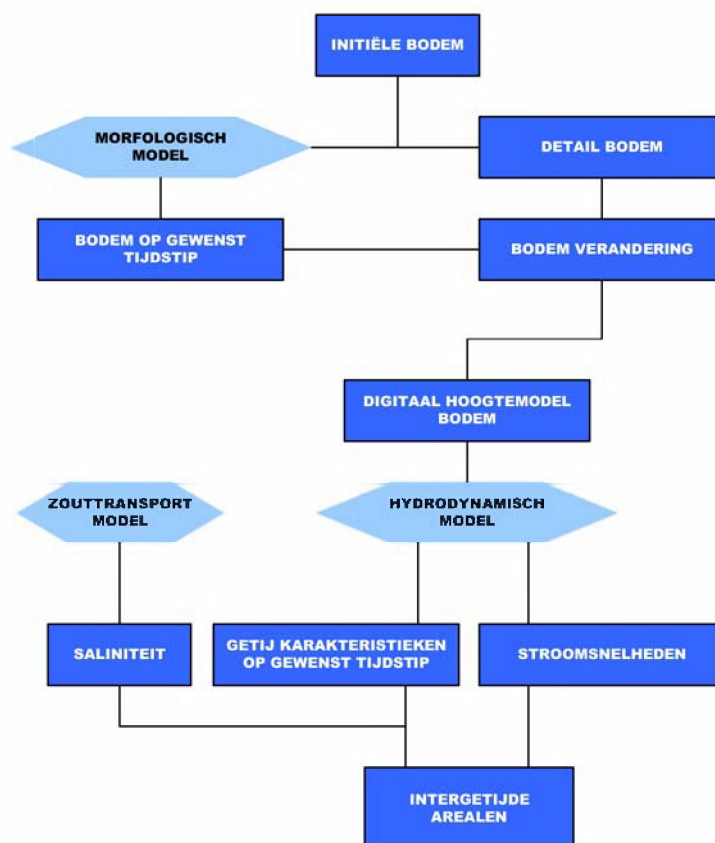 INITIËLE BODEM
MORFOLOGISCH
MODEL
DETAIL BODEM
BODEM OP GEWENST
TIJDSTIP
BODEM VERANDERING
DIGITAAL HOOGTEMODEL
BODEM
ZOUTTRANSPORT
MODEL
HYDRODYNAMISCH
MODEL
SALINITEIT
GETIJ KARAKTERISTIEKEN
OP GEWENST TIJDSTIP
STROOMSNELHEDEN
INTERGETIJDE
AREALEN